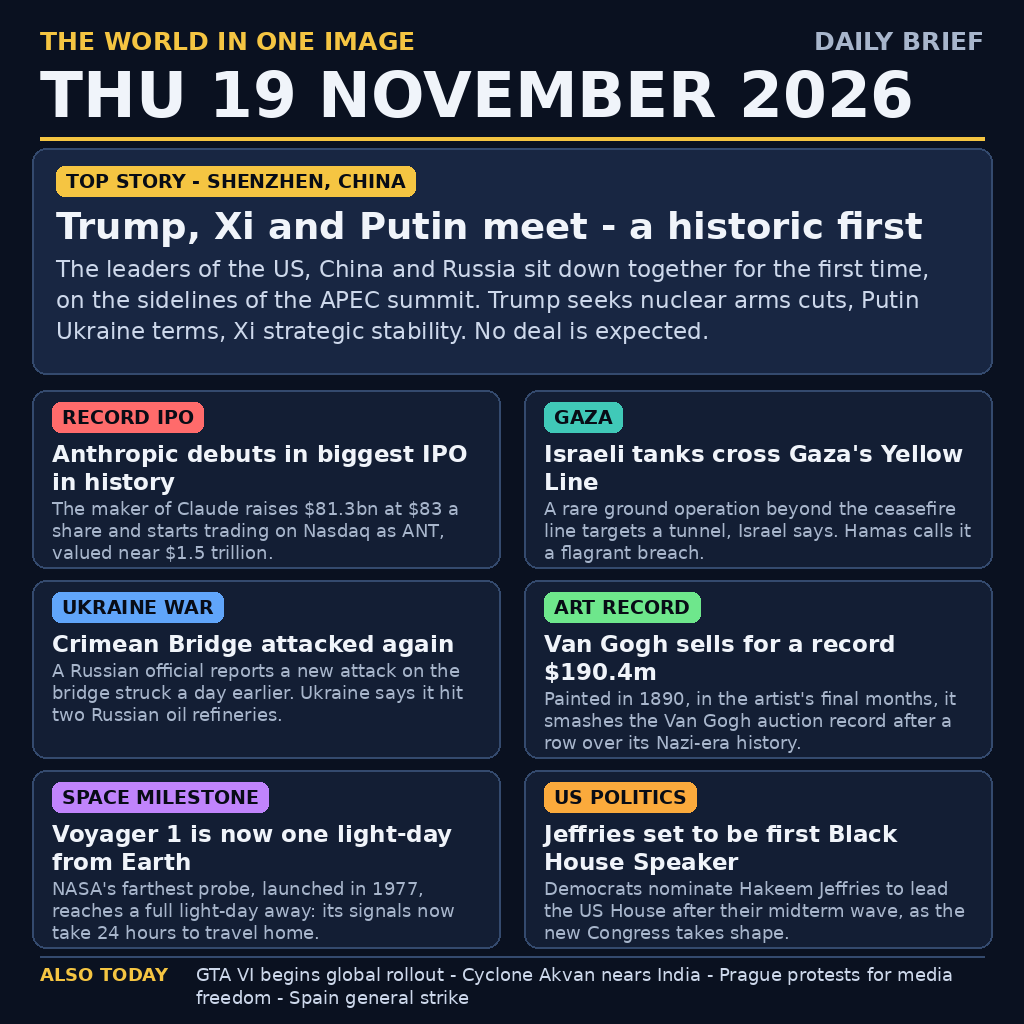 THE WORLD IN ONE IMAGE
DAILY BRIEF
THU 19 NOVEMBER 2026
TOP STORY - SHENZHEN, CHINA
Trump, Xi and Putin meet - a historic first
The leaders of the US, China and Russia sit down together for the first time,
on the sidelines of the APEC summit. Trump seeks nuclear arms cuts, Putin
Ukraine terms, Xi strategic stability. No deal is expected.
RECORD IPO
Anthropic debuts in biggest IPO
in history
The maker of Claude raises $81.3bn at $83 a
share and starts trading on Nasdaq as ANT,
valued near $1.5 trillion.
GAZA
Israeli tanks cross Gaza's Yellow
Line
A rare ground operation beyond the ceasefire
line targets a tunnel, Israel says. Hamas calls it
a flagrant breach.
UKRAINE WAR
Crimean Bridge attacked again
A Russian official reports a new attack on the
bridge struck a day earlier. Ukraine says it hit
two Russian oil refineries.
ART RECORD
Van Gogh sells for a record
$190.4m
Painted in 1890, in the artist's final months, it
smashes the Van Gogh auction record after a
row over its Nazi-era history.
SPACE MILESTONE
Voyager 1 is now one light-day
from Earth
NASA's farthest probe, launched in 1977,
reaches a full light-day away: its signals now
take 24 hours to travel home.
US POLITICS
Jeffries set to be first Black
House Speaker
Democrats nominate Hakeem Jeffries to lead
the US House after their midterm wave, as the
new Congress takes shape.
ALSO TODAY
GTA VI begins global rollout - Cyclone Akvan nears India - Prague protests for media
freedom - Spain general strike